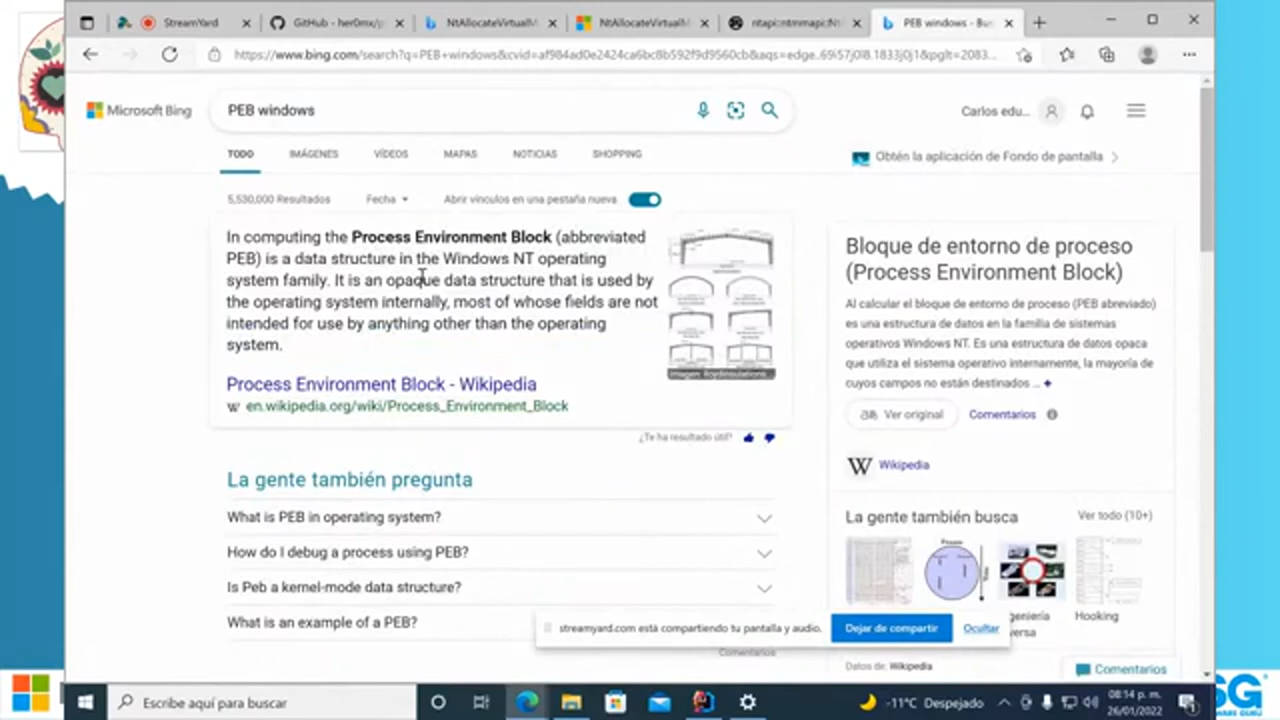 StreamYard
GitHub - her0mx/p
NtAllocateVirtualM
NtAllocateVirtualM
ntapi::ntmmapi::Nt
PEB windows - Bu
https://www.bing.com/search?q=PEB+windows&cvid=af984ad0e2424ca6bc8b592f9d9560cb&aqs=edge..69i57j0l8.1833j0j1&pglt=2083...
Microsoft Bing
PEB windows
Carlos edu...
TODO
IMÁGENES
VÍDEOS
MAPAS
NOTICIAS
SHOPPING
Obtén la aplicación de Fondo de pantalla
5,530,000 Resultados
Fecha
Abrir vínculos en una pestaña nueva
In computing the Process Environment Block (abbreviated
PEB) is a data structure in the Windows NT operating
system family. It is an opaque data structure that is used by
the operating system internally, most of whose fields are not
intended for use by anything other than the operating
system.
Process Environment Block - Wikipedia
W en.wikipedia.org/wiki/Process_Environment_Block
¿Te ha resultado útil?
Bloque de entorno de proceso
(Process Environment Block)
Al calcular el bloque de entorno de proceso (PEB abreviado)
es una estructura de datos en la familia de sistemas
operativos Windows NT. Es una estructura de datos opaca
que utiliza el sistema operativo internamente, la mayoría de
cuyos campos no están destinados ... +
Ver original
Comentarios
W Wikipedia
La gente también pregunta
What is PEB in operating system?
How do I debug a process using PEB?
Is Peb a kernel-mode data structure?
What is an example of a PEB?
Comentarios
La gente también busca
Ver todo (10+)
geniería
versa
Hooking
Datos de: Wikipedia
Comentarios
streamyard.com está compartiendo tu pantalla y audio.
Dejar de compartir
Ocultar
Escribe aquí para buscar
-11°C Despejado
08:14 p. m.
26/01/2022
SG